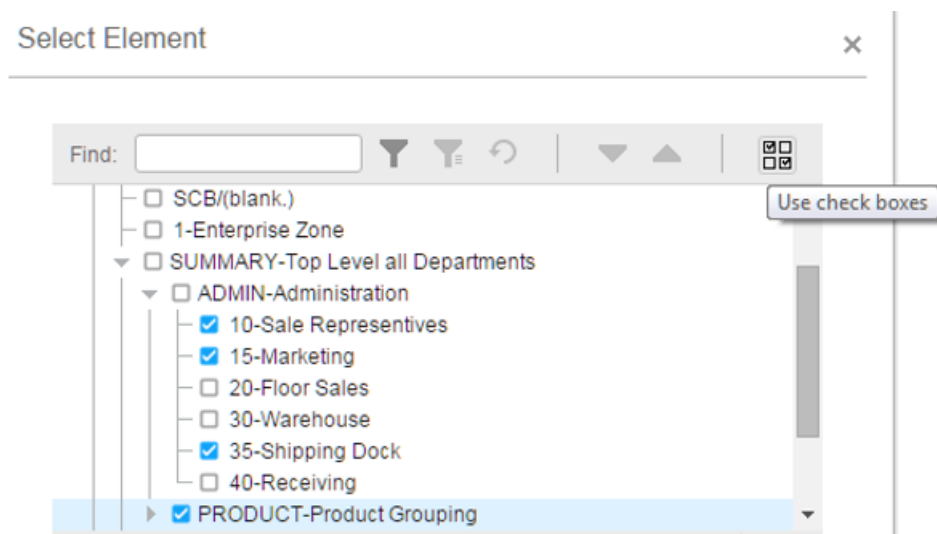 Select Element
Find:
Use check boxes
SCB/(blank.)
1-Enterprise Zone
SUMMARY-Top Level all Departments
ADMIN-Administration
10-Sale Representives
15-Marketing
20-Floor Sales
30-Warehouse
35-Shipping Dock
40-Receiving
PRODUCT-Product Grouping